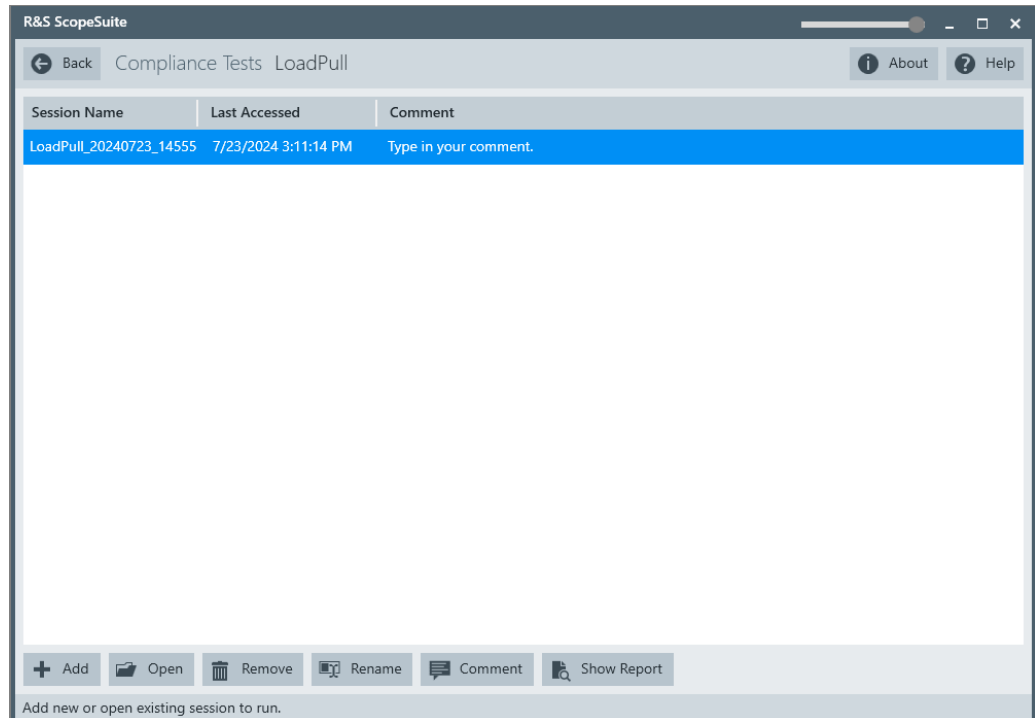 R&S ScopeSuite
Back Compliance Tests LoadPull About Help
Session Name Last Accessed Comment
LoadPull_20240723_14555 7/23/2024 3:11:14 PM Type in your comment.
Add Open Remove Rename Comment Show Report
Add new or open existing session to run.